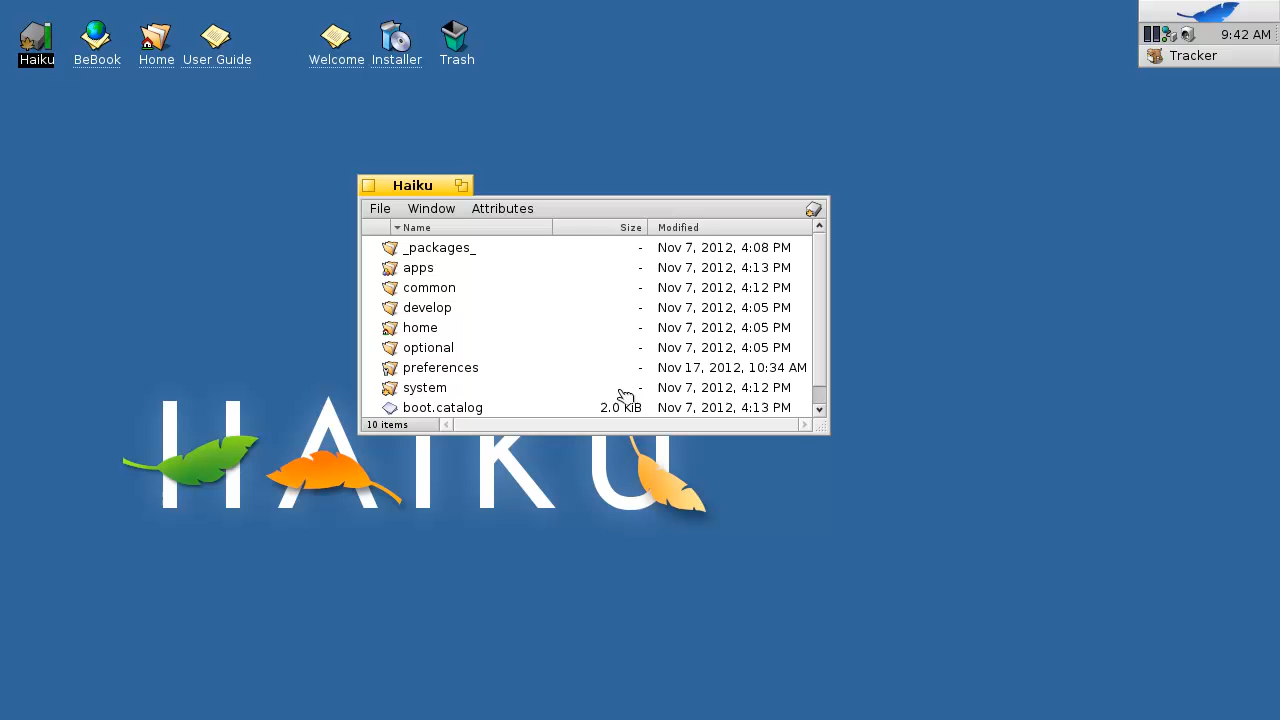 Haiku BeBook Home User Guide Welcome Installer Trash
9:42 AM
Tracker
Haiku
File Window Attributes
Name Size Modified
_packages_ - Nov 7, 2012, 4:08 PM
apps - Nov 7, 2012, 4:13 PM
common - Nov 7, 2012, 4:12 PM
develop - Nov 7, 2012, 4:05 PM
home - Nov 7, 2012, 4:05 PM
optional - Nov 7, 2012, 4:05 PM
preferences - Nov 17, 2012, 10:34 AM
system - Nov 7, 2012, 4:12 PM
boot.catalog 2.0 KiB Nov 7, 2012, 4:13 PM
10 items
HAIKU